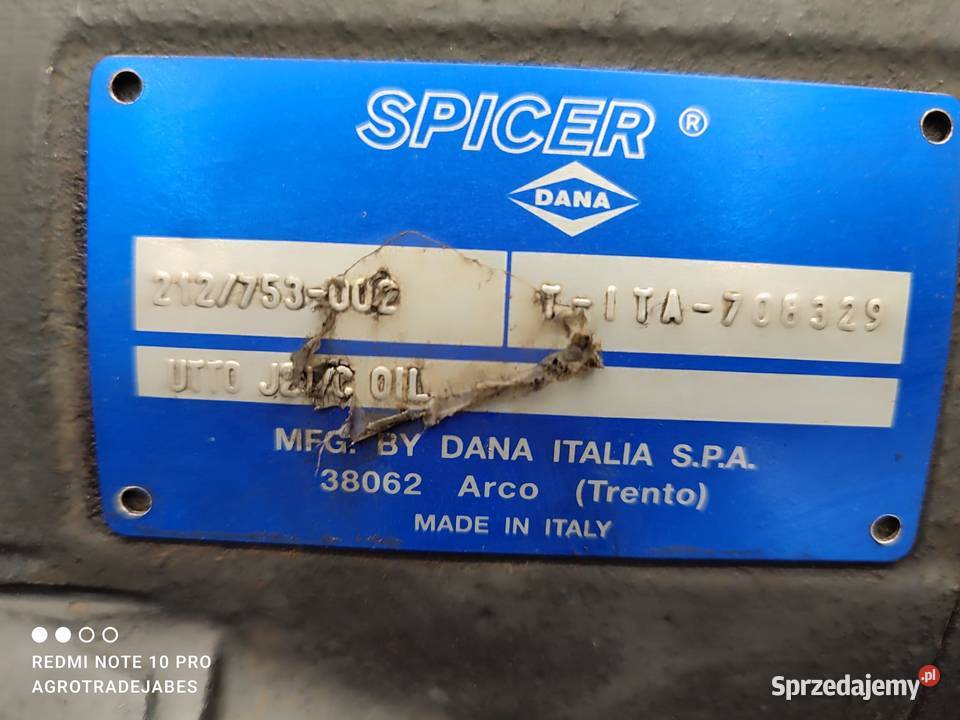 SPICER ®
DANA
212/753-002 T-ITA-706329
UTTO OIL
MFG. BY DANA ITALIA S.P.A.
38062 Arco (Trento)
MADE IN ITALY
REDMI NOTE 10 PRO
AGROTRADEJABES
Sprzedajemy.pl